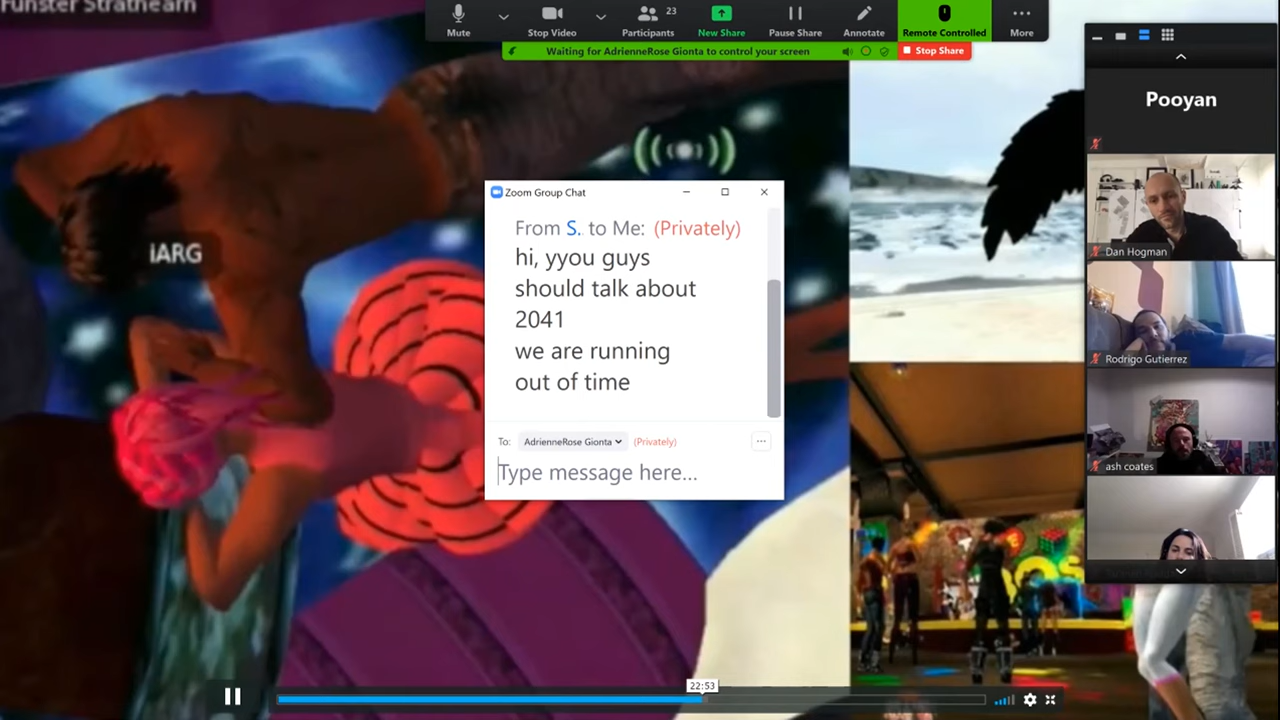 Funster Strathearn
Mute
Stop Video
Participants
23
New Share
Pause Share
Annotate
Remote Controlled
More
Waiting for AdrienneRose Gionta to control your screen
Stop Share
Pooyan
Dan Hogman
Rodrigo Gutierrez
ash coates
Zoom Group Chat
From S. to Me: (Privately)
hi, yyou guys
should talk about
2041
we are running
out of time
To: AdrienneRose Gionta (Privately)
Type message here...
22:53